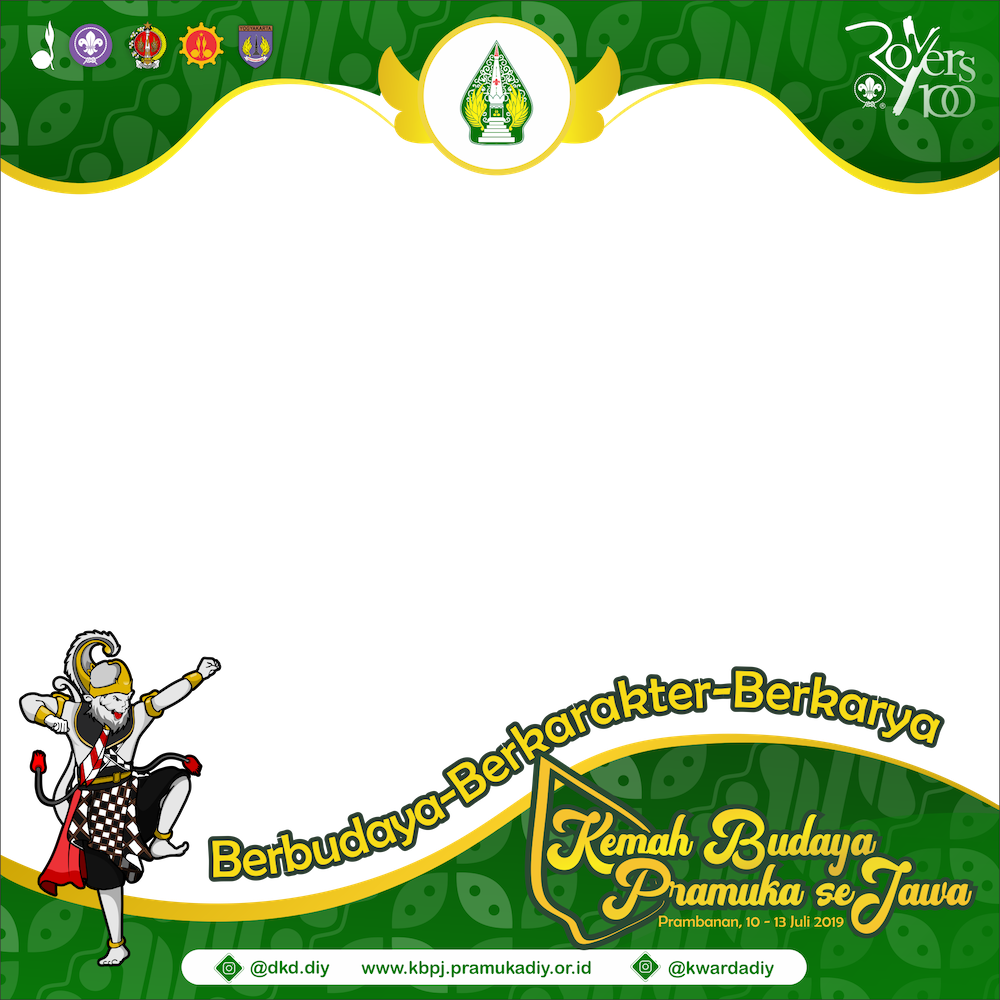 YOGYAKARTA
Rovers
100
Berbudaya-Berkarakter-Berkarya
Kemah Budaya
Pramuka se Jawa
Prambanan, 10 - 13 Juli 2019
@dkd.diy www.kbpj.pramukadiy.or.id @kwardadiy